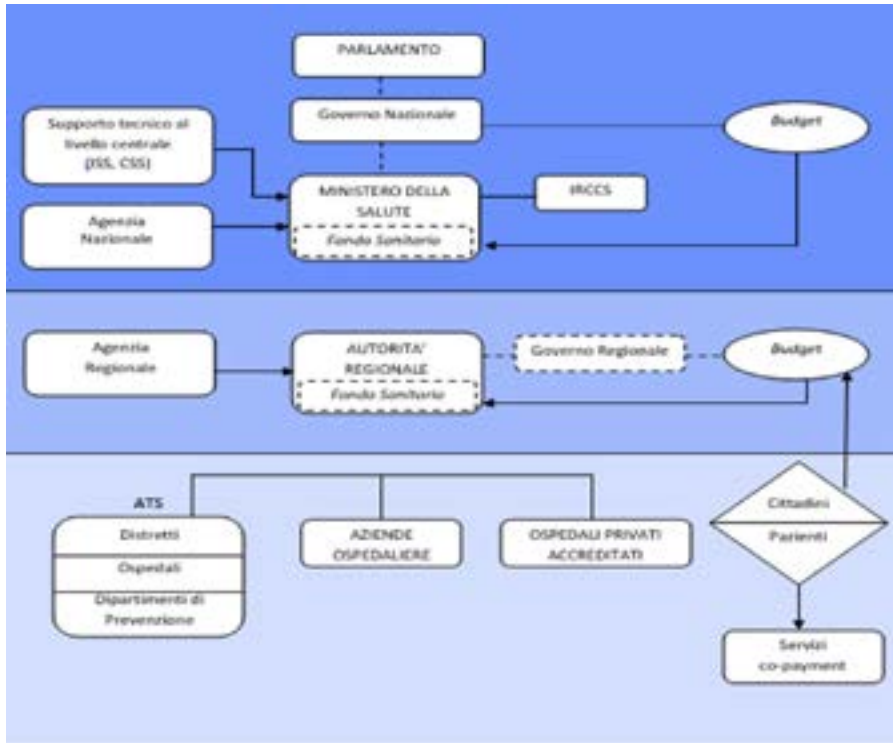 PARLAMENTO
Governo Nazionale
Budget
Supporto tecnico al
livello centrale
(ISS, CSS)
MINISTERO DELLA
SALUTE
Fondo Sanitario
IRCCS
Agenzia
Nazionale
Agenzia
Regionale
AUTORITA'
REGIONALE
Fondo Sanitario
Governo Regionale
Budget
ATS
Distretti
Ospedali
Dipartimenti di
Prevenzione
AZIENDE
OSPEDALIERE
OSPEDALI PRIVATI
ACCREDITATI
Cittadini
Pazienti
Servizi
co-payment